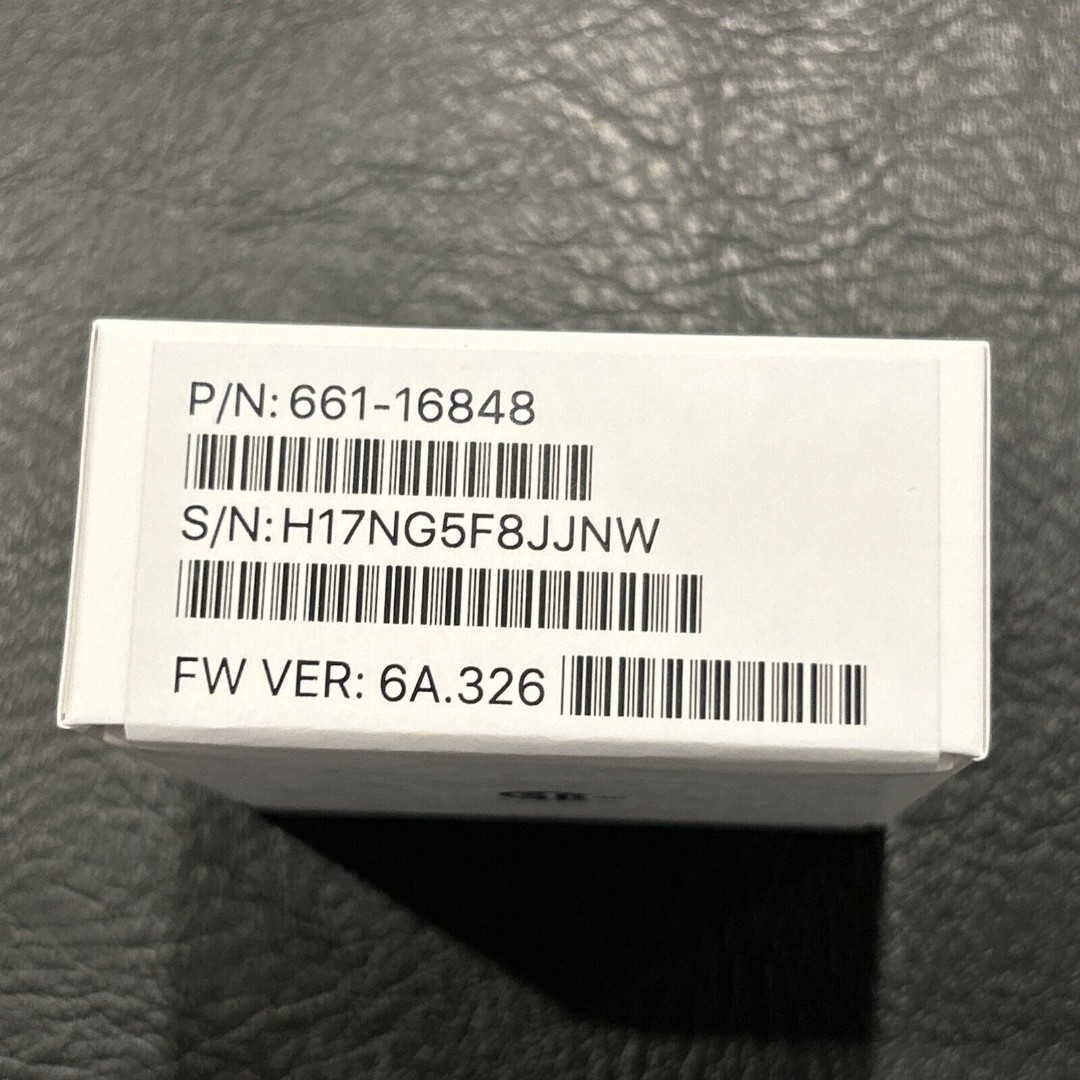 P/N: 661-16848
S/N: H17NG5F8JJNW
FW VER: 6A.326